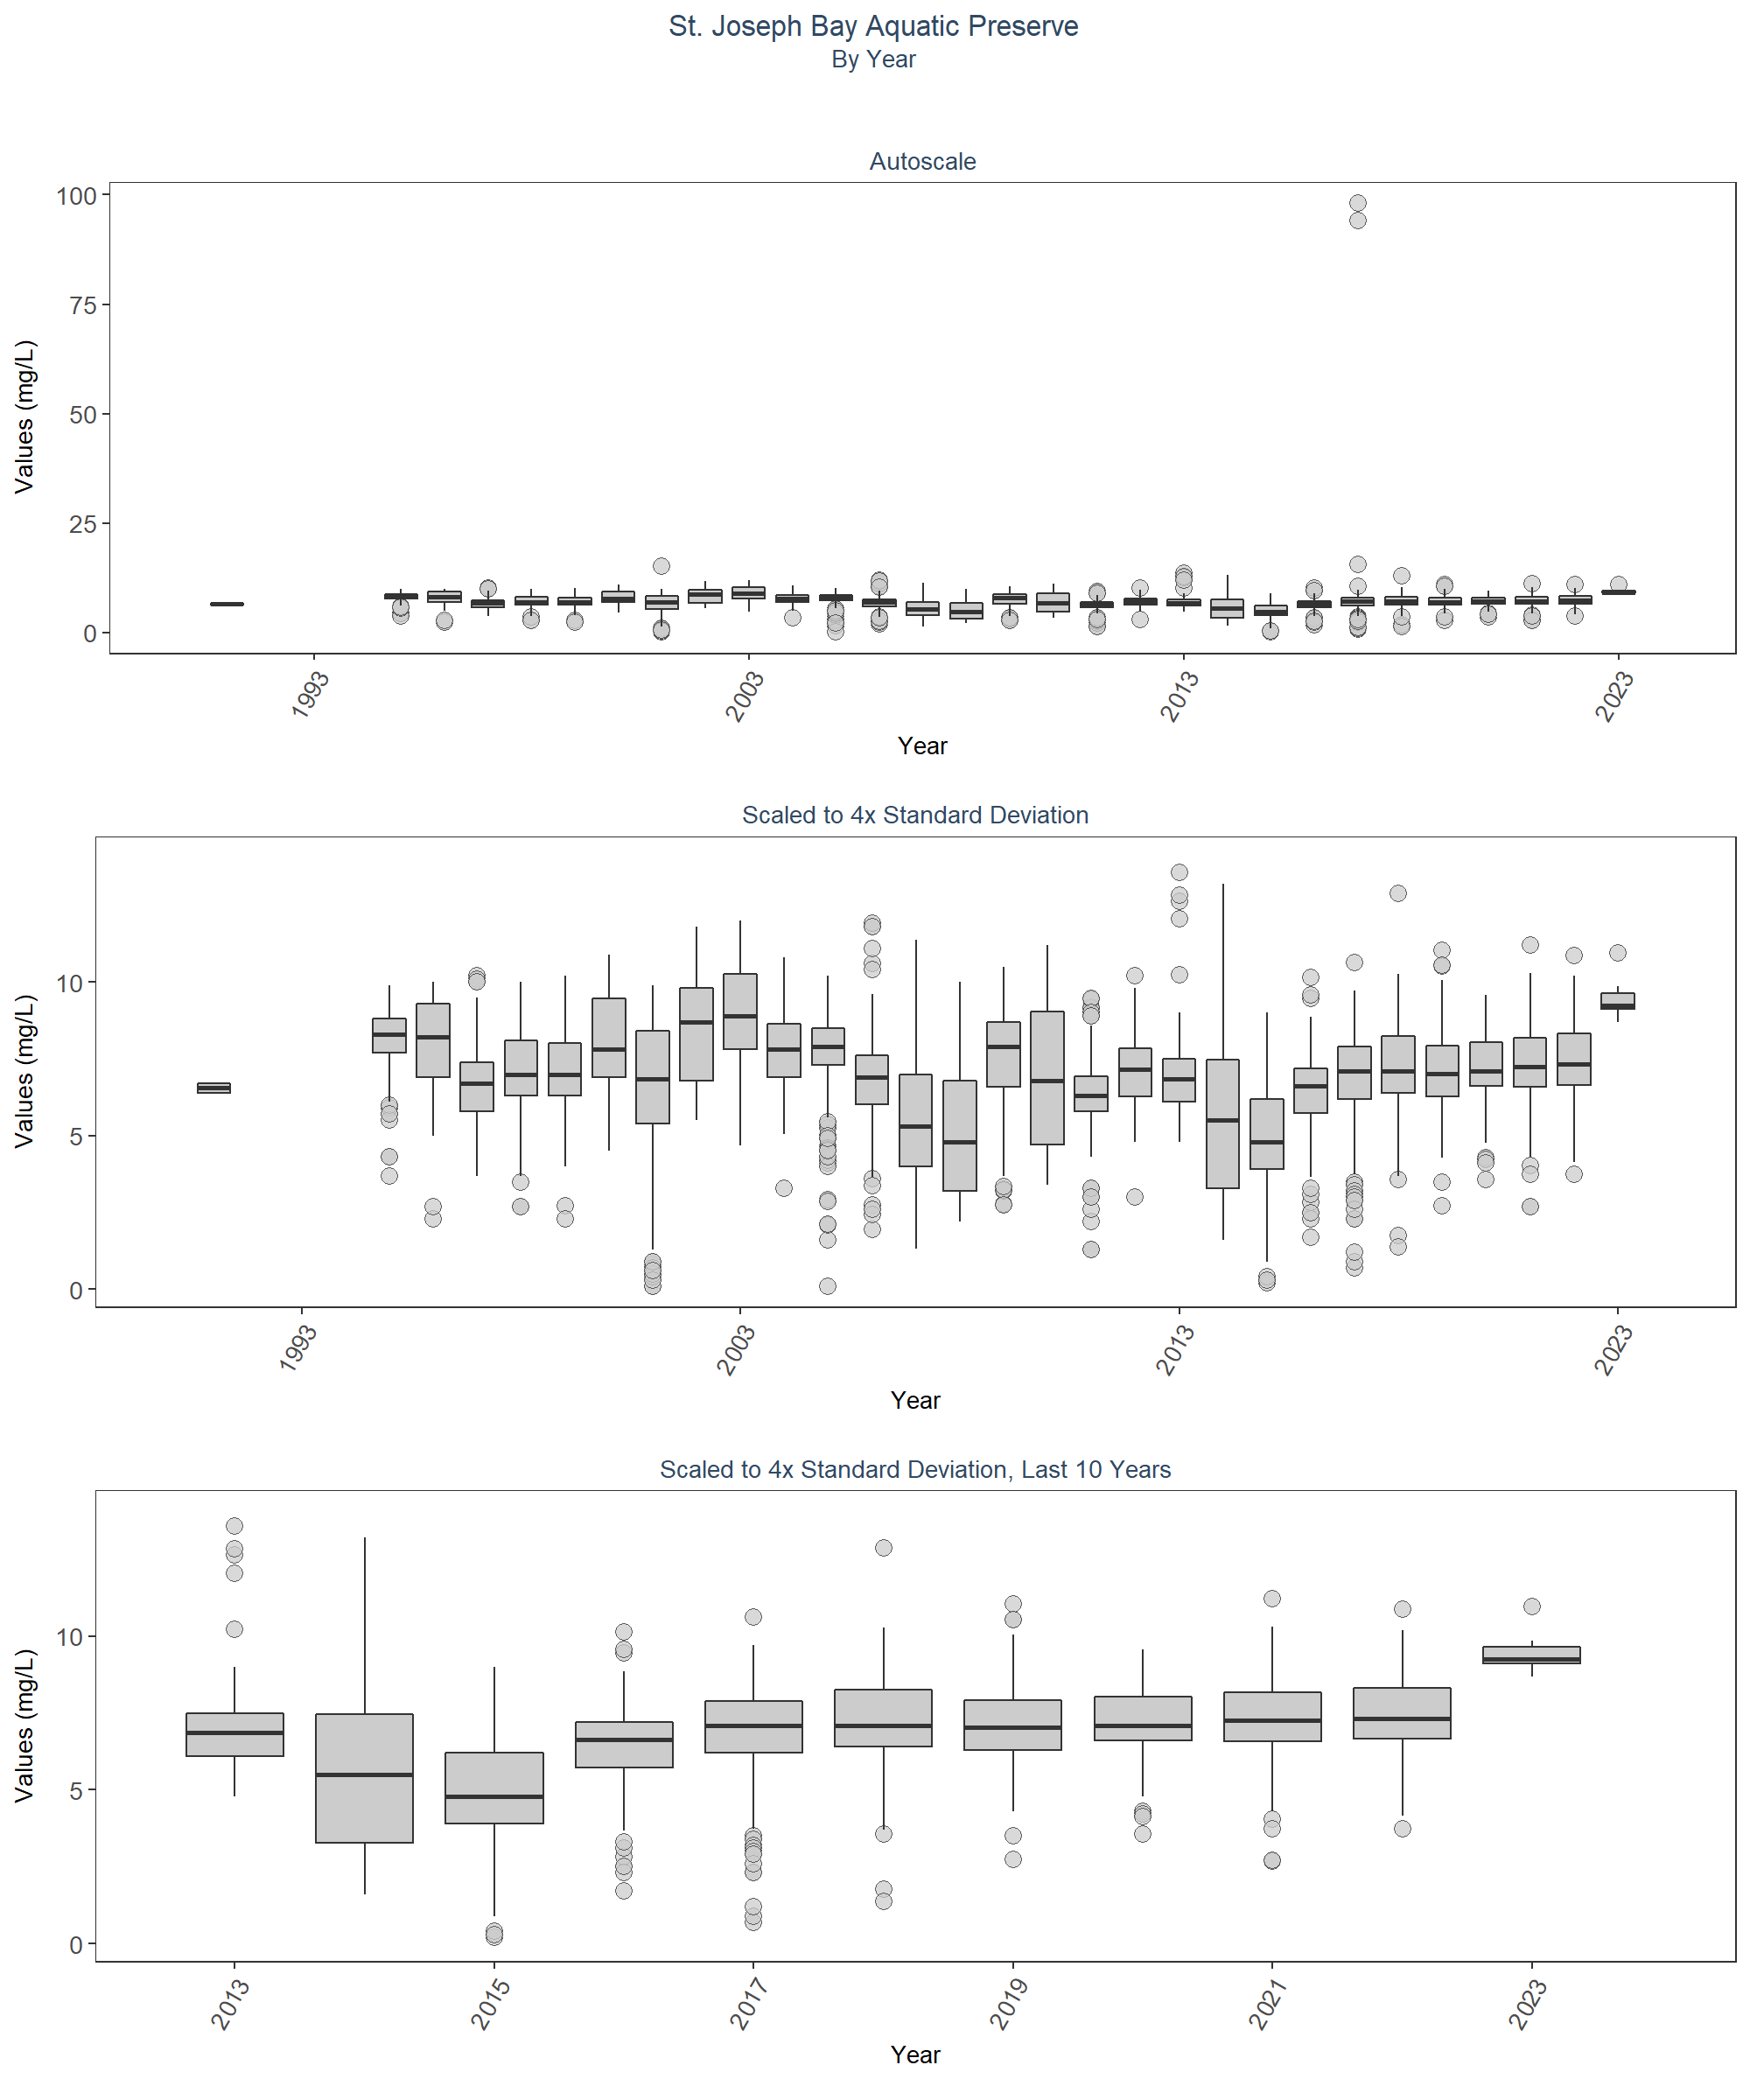 St. Joseph Bay Aquatic Preserve
By Year
Autoscale
Values (mg/L)
100
75
50
25
0
1993
2003
2013
2023
Year
Scaled to 4x Standard Deviation
Values (mg/L)
10
5
0
1993
2003
2013
2023
Year
Scaled to 4x Standard Deviation, Last 10 Years
Values (mg/L)
10
5
0
2013
2015
2017
2019
2021
2023
Year